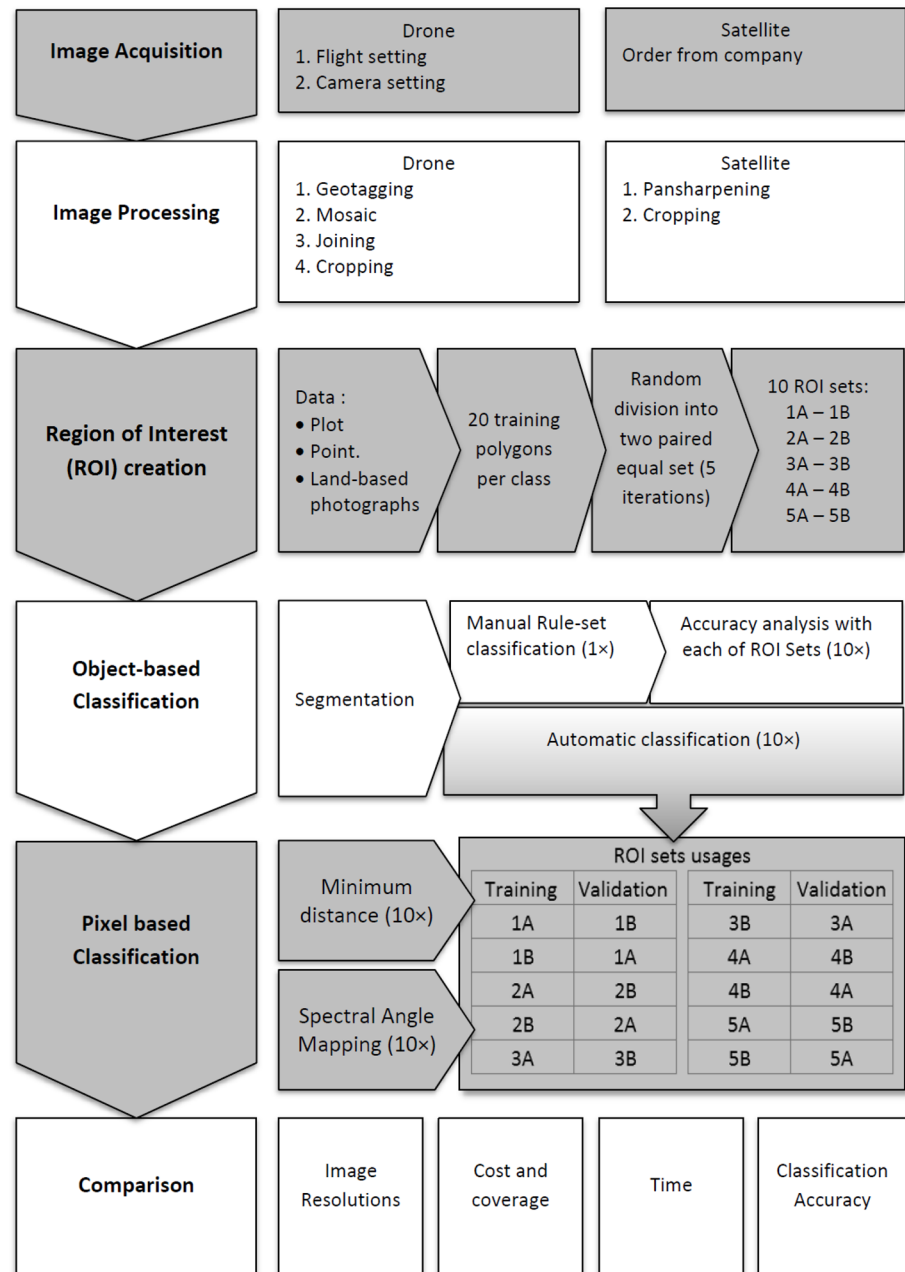 Image Acquisition
Drone
1. Flight setting
2. Camera setting
Satellite
Order from company
Image Processing
Drone
1. Geotagging
2. Mosaic
3. Joining
4. Cropping
Satellite
1. Pansharpening
2. Cropping
Region of Interest
(ROI) creation
Data :
• Plot
• Point.
• Land-based
photographs
20 training
polygons
per class
Random
division into
two paired
equal set (5
iterations)
10 ROI sets:
1A – 1B
2A – 2B
3A – 3B
4A – 4B
5A – 5B
Object-based
Classification
Segmentation
Manual Rule-set
classification (1×)
Accuracy analysis with
each of ROI Sets (10×)
Automatic classification (10×)
Pixel based
Classification
Minimum
distance (10×)
Spectral Angle
Mapping (10×)
ROI sets usages
Training Validation Training Validation
1A 1B 3B 3A
1B 1A 4A 4B
2A 2B 4B 4A
2B 2A 5A 5B
3A 3B 5B 5A
Comparison
Image
Resolutions
Cost and
coverage
Time
Classification
Accuracy